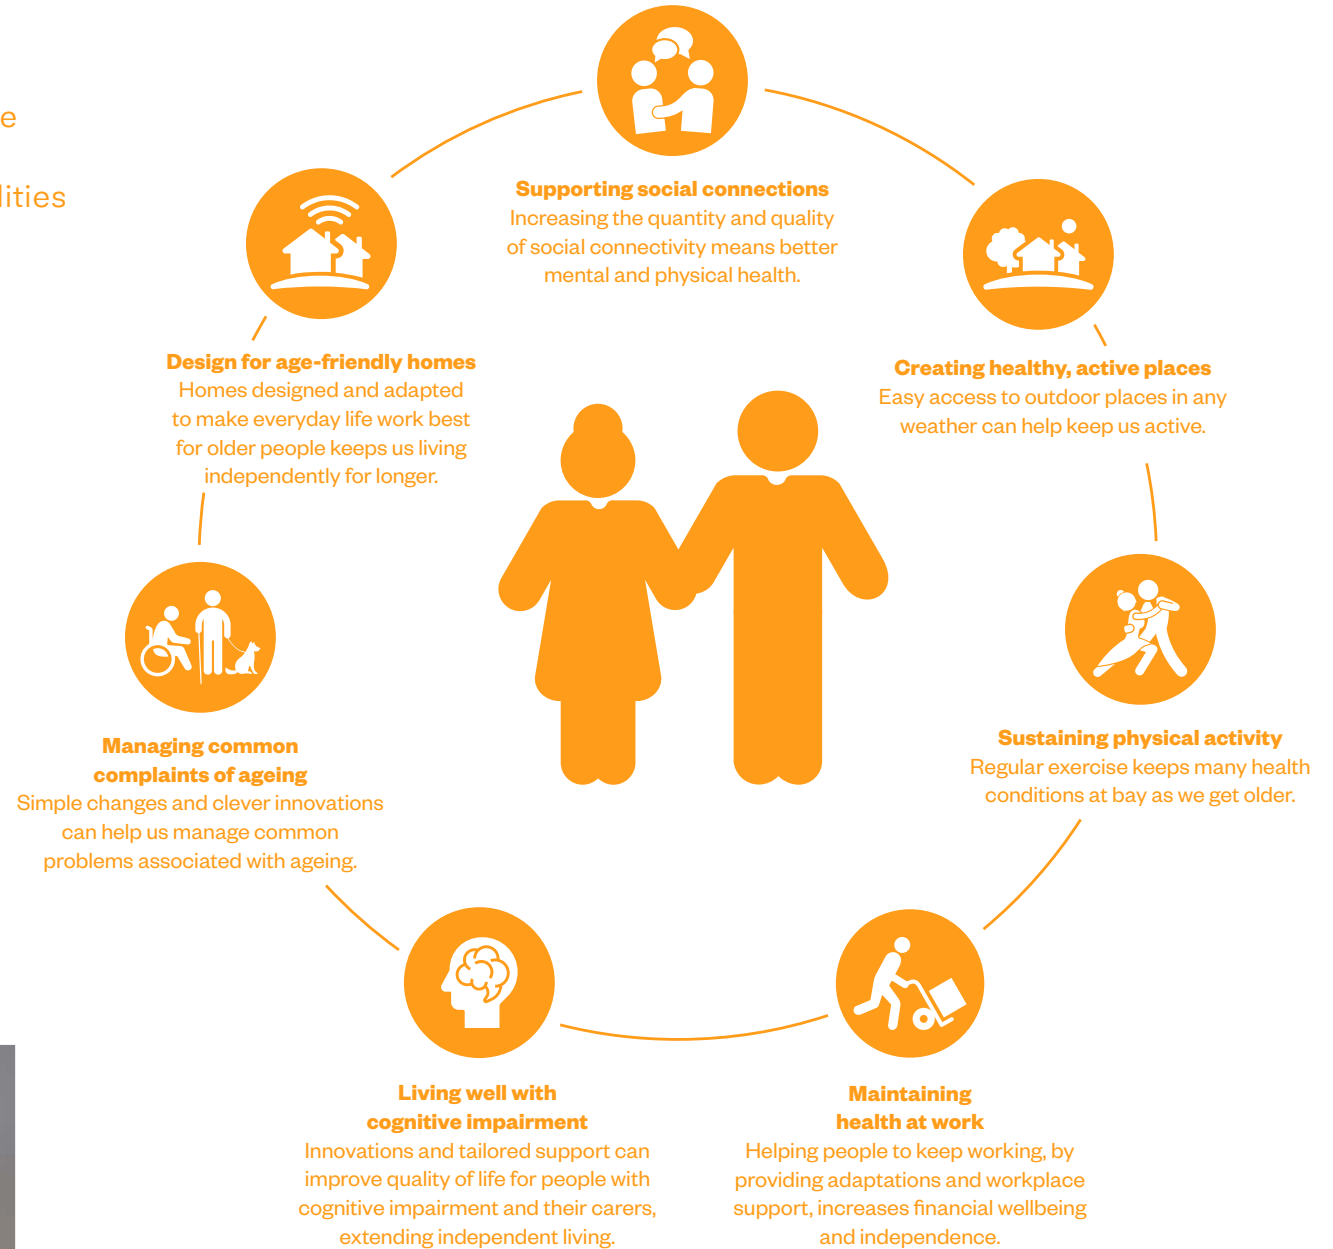 e
lities
Supporting social connections
Increasing the quantity and quality
of social connectivity means better
mental and physical health.
Design for age-friendly homes
Homes designed and adapted
to make everyday life work best
for older people keeps us living
independently for longer.
Creating healthy, active places
Easy access to outdoor places in any
weather can help keep us active.
Managing common
complaints of ageing
Simple changes and clever innovations
can help us manage common
problems associated with ageing.
Sustaining physical activity
Regular exercise keeps many health
conditions at bay as we get older.
Living well with
cognitive impairment
Innovations and tailored support can
improve quality of life for people with
cognitive impairment and their carers,
extending independent living.
Maintaining
health at work
Helping people to keep working, by
providing adaptations and workplace
support, increases financial wellbeing
and independence.